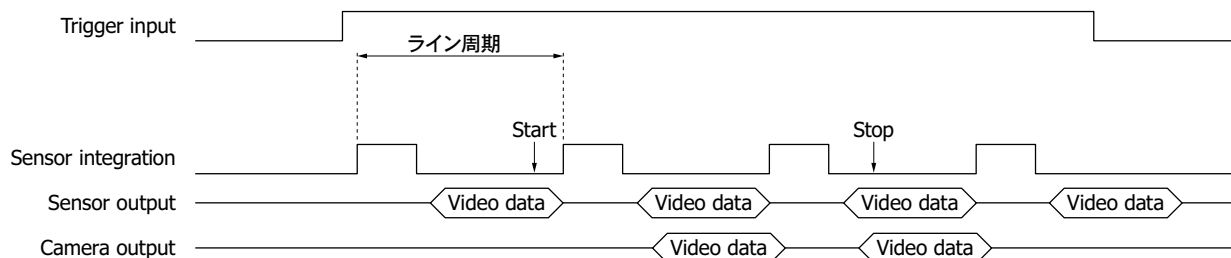 Trigger input
ライン周期
Start
Stop
Sensor integration
Sensor output
Video data
Video data
Video data
Video data
Camera output
Video data
Video data